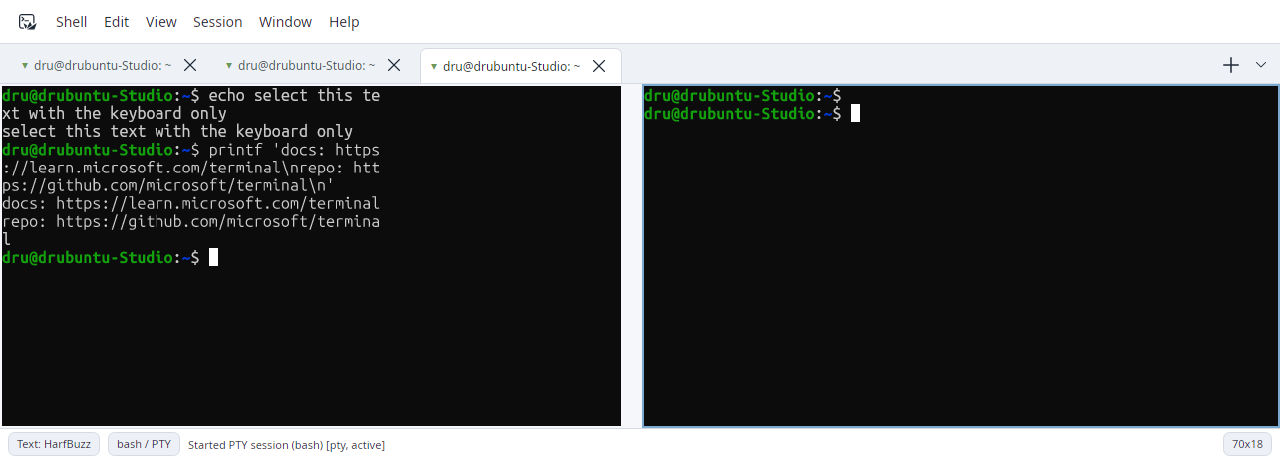 Shell Edit View Session Window Help
▾ dru@drubuntu-Studio: ~ ▾ dru@drubuntu-Studio: ~ ▾ dru@drubuntu-Studio: ~
dru@drubuntu-Studio:~$ echo select this te
xt with the keyboard only
select this text with the keyboard only
dru@drubuntu-Studio:~$ printf 'docs: https
://learn.microsoft.com/terminal\nrepo: htt
ps://github.com/microsoft/terminal\n'
docs: https://learn.microsoft.com/terminal
repo: https://github.com/microsoft/termina
l
dru@drubuntu-Studio:~$
dru@drubuntu-Studio:~$
dru@drubuntu-Studio:~$
Text: HarfBuzz bash / PTY Started PTY session (bash) [pty, active] 70x18